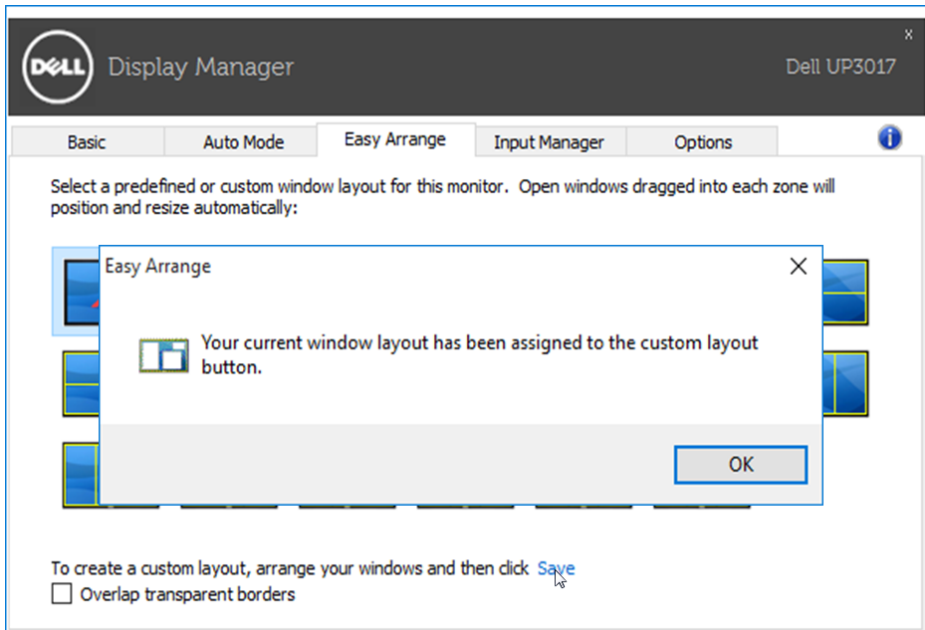 x
DELL
Display Manager
Dell UP3017
Basic
Auto Mode
Easy Arrange
Input Manager
Options
i
Select a predefined or custom window layout for this monitor. Open windows dragged into each zone will
position and resize automatically:
Easy Arrange
Your current window layout has been assigned to the custom layout
button.
OK
To create a custom layout, arrange your windows and then click Save
Overlap transparent borders